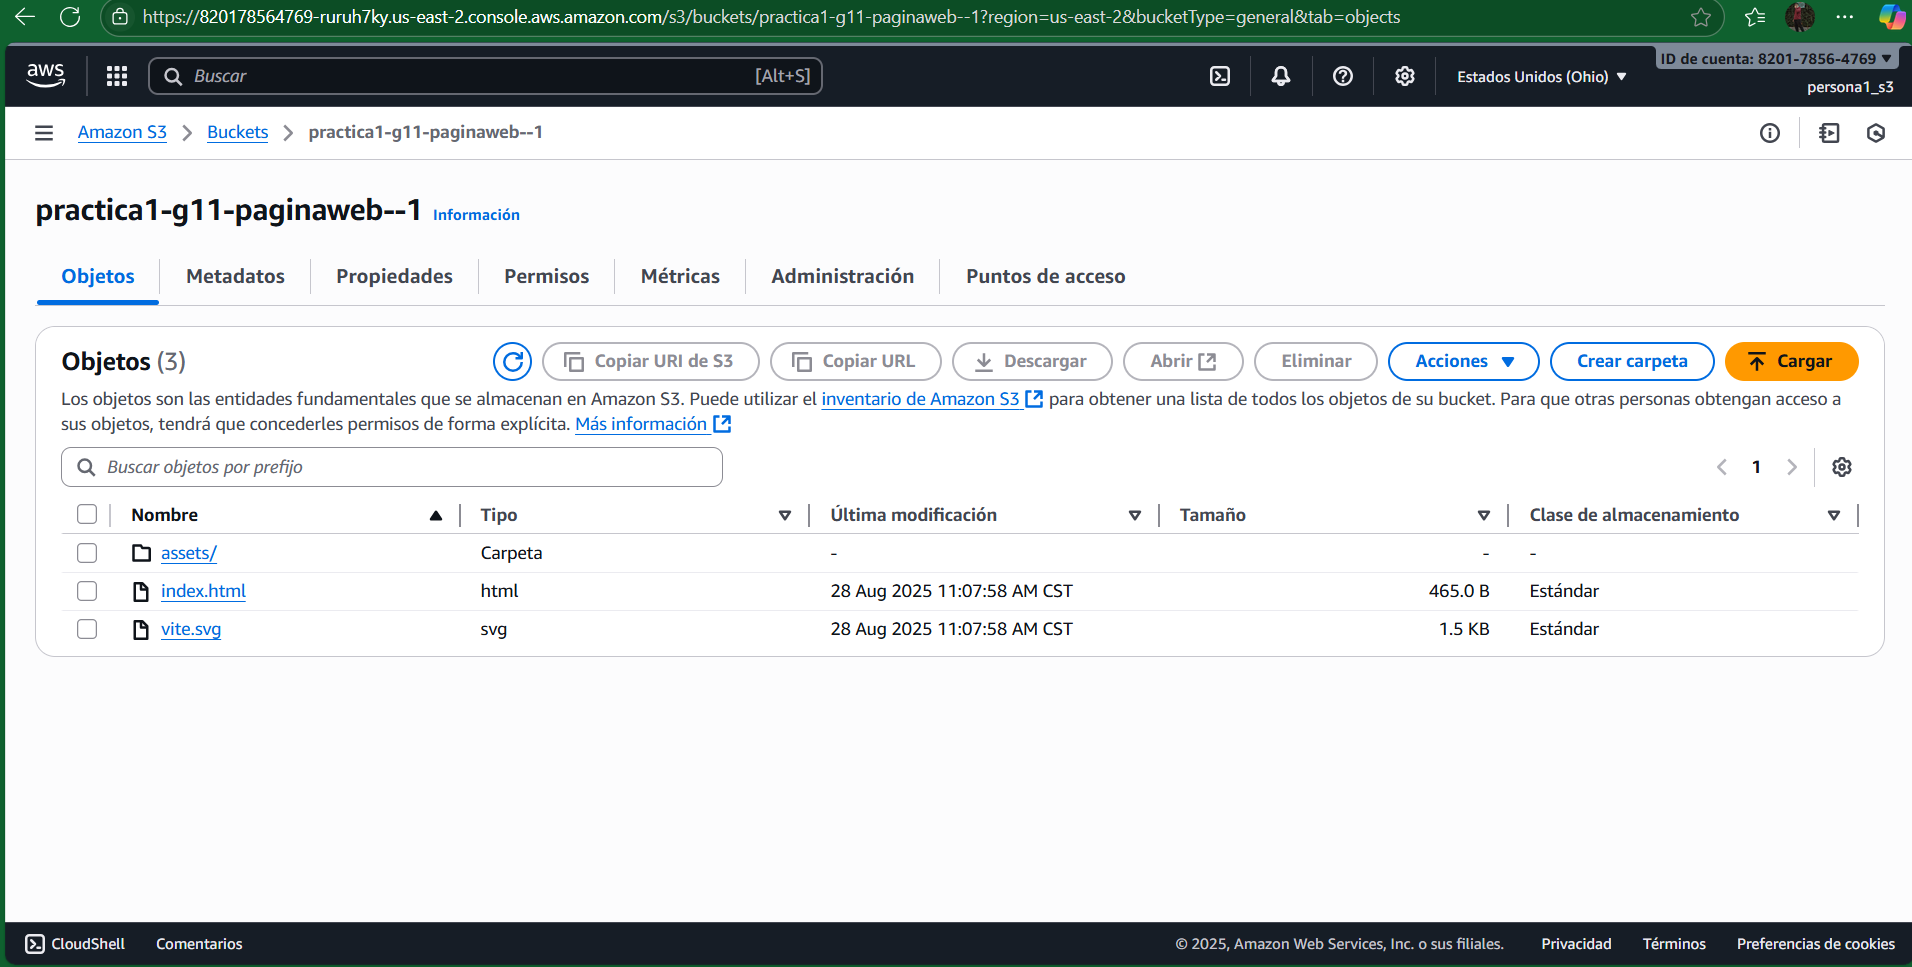 https://820178564769-ruruh7ky.us-east-2.console.aws.amazon.com/s3/buckets/practica1-g11-paginaweb--1?region=us-east-2&bucketType=general&tab=objects
aws Buscar [Alt+S] Estados Unidos (Ohio) ID de cuenta: 8201-7856-4769
persona1_s3
Amazon S3 Buckets practica1-g11-paginaweb--1
practica1-g11-paginaweb--1 Información
Objetos Metadatos Propiedades Permisos Métricas Administración Puntos de acceso
Objetos (3) Copiar URI de S3 Copiar URL Descargar Abrir Eliminar Acciones Crear carpeta Cargar
Los objetos son las entidades fundamentales que se almacenan en Amazon S3. Puede utilizar el inventario de Amazon S3 para obtener una lista de todos los objetos de su bucket. Para que otras personas obtengan acceso a
sus objetos, tendrá que concederles permisos de forma explícita. Más información
Buscar objetos por prefijo 1
Nombre Tipo Última modificación Tamaño Clase de almacenamiento
assets/ Carpeta - - -
index.html html 28 Aug 2025 11:07:58 AM CST 465.0 B Estándar
vite.svg svg 28 Aug 2025 11:07:58 AM CST 1.5 KB Estándar
CloudShell Comentarios © 2025, Amazon Web Services, Inc. o sus filiales. Privacidad Términos Preferencias de cookies